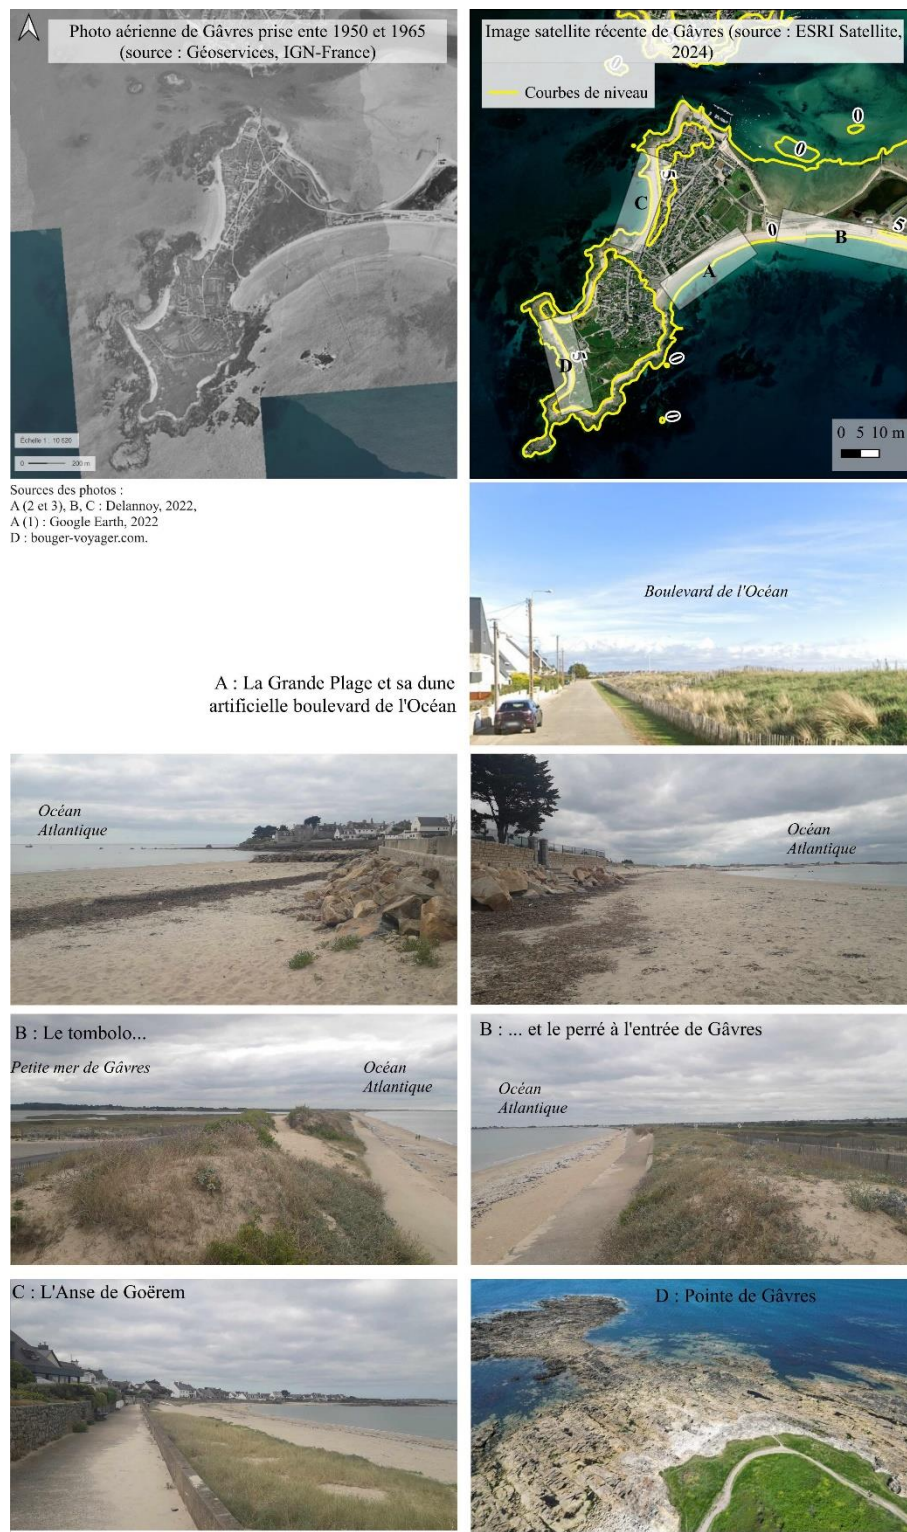 Photo aérienne de Gâvres prise ente 1950 et 1965
(source : Géoservices, IGN-France)
Échelle 1 : 10 620
0 200 m
Image satellite récente de Gâvres (source : ESRI Satellite,
2024)
Courbes de niveau
0
0
0
5
C
0
B
5
A
0
5
D
0
0 5 10 m
Sources des photos :
A (2 et 3), B, C : Delannoy, 2022,
A (1) : Google Earth, 2022
D : bouger-voyager.com.
Boulevard de l'Océan
A : La Grande Plage et sa dune
artificielle boulevard de l'Océan
Océan
Atlantique
Océan
Atlantique
B : Le tombolo...
Petite mer de Gâvres
Océan
Atlantique
B : ... et le perré à l'entrée de Gâvres
Océan
Atlantique
C : L'Anse de Goërem
D : Pointe de Gâvres